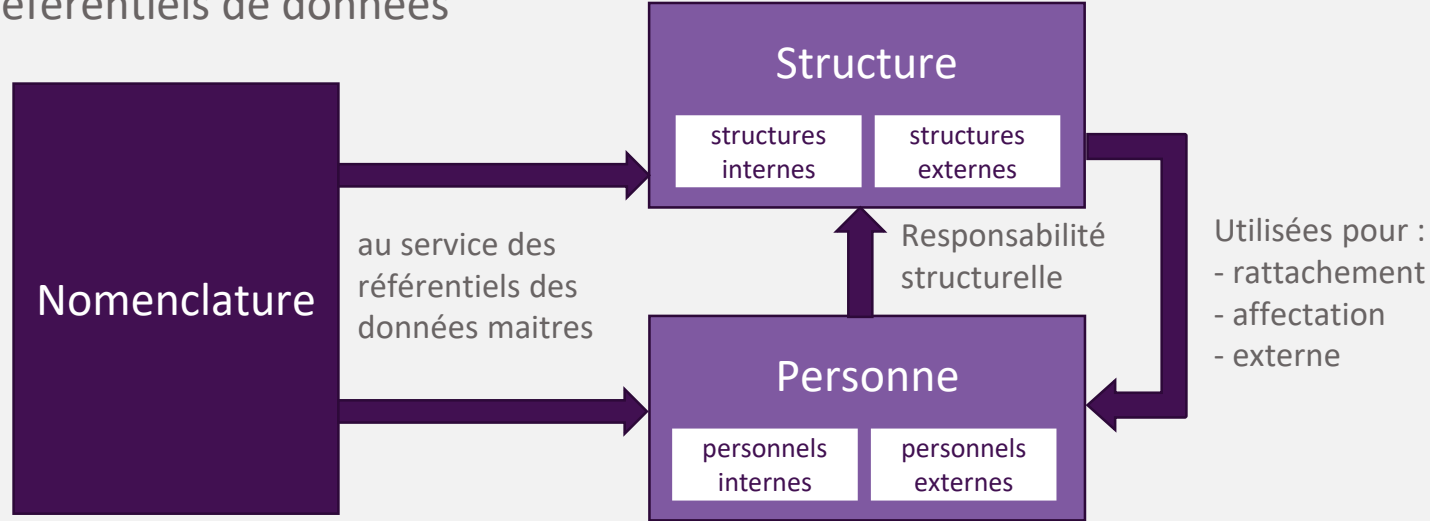 éférentiels de données
Structure
structures
internes
structures
externes
Nomenclature
au service des
référentiels des
données maitres
Responsabilité
structurelle
Utilisées pour :
- rattachement
- affectation
- externe
Personne
personnels
internes
personnels
externes